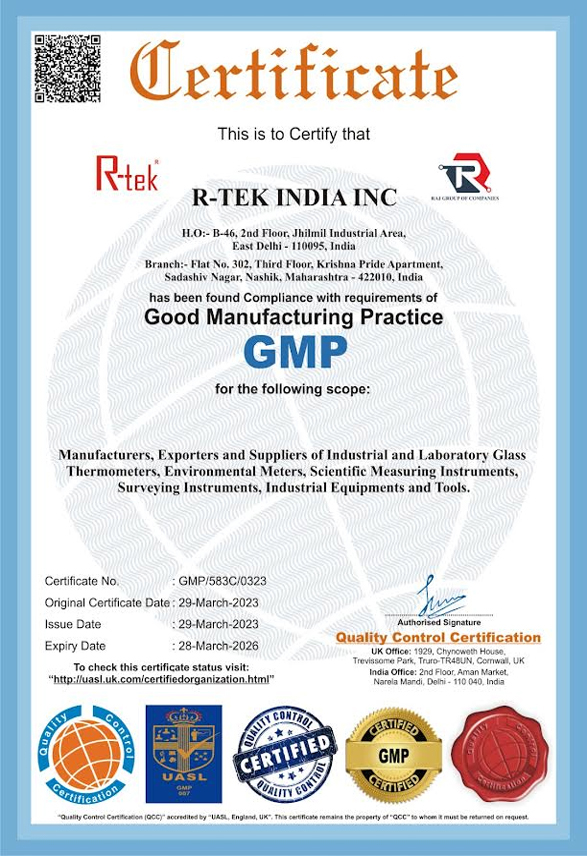 Certificate
This is to Certify that
R-tek®
TR
RAJ GROUP OF COMPANIES
R-TEK INDIA INC
H.O:- B-46, 2nd Floor, Jhilmil Industrial Area,
East Delhi - 110095, India
Branch:- Flat No. 302, Third Floor, Krishna Pride Apartment,
Sadashiv Nagar, Nashik, Maharashtra - 422010, India
has been found Compliance with requirements of
Good Manufacturing Practice
GMP
for the following scope:
Manufacturers, Exporters and Suppliers of Industrial and Laboratory Glass
Thermometers, Environmental Meters, Scientific Measuring Instruments,
Surveying Instruments, Industrial Equipments and Tools.
Certificate No. : GMP/583C/0323
Original Certificate Date : 29-March-2023
Issue Date : 29-March-2023
Expiry Date : 28-March-2026
To check this certificate status visit:
“http://uasl.uk.com/certifiedorganization.html”
Authorised Signature
Quality Control Certification
UK Office: 1929, Chynoweth House,
Trevissome Park, Truro-TR48UN, Cornwall, UK
India Office: 2nd Floor, Aman Market,
Narela Mandi, Delhi - 110 040, India
Quality Control
Certification
UASL
GMP
007
QUALITY CONTROL
CERTIFIED
QUALITY CONTROL
CERTIFIED
GMP
CERTIFIED
Quality Control
Certification
"Quality Control Certification (QCC)" accredited by "UASL, England, UK". This certificate remains the property of "QCC" to whom it must be returned on request.